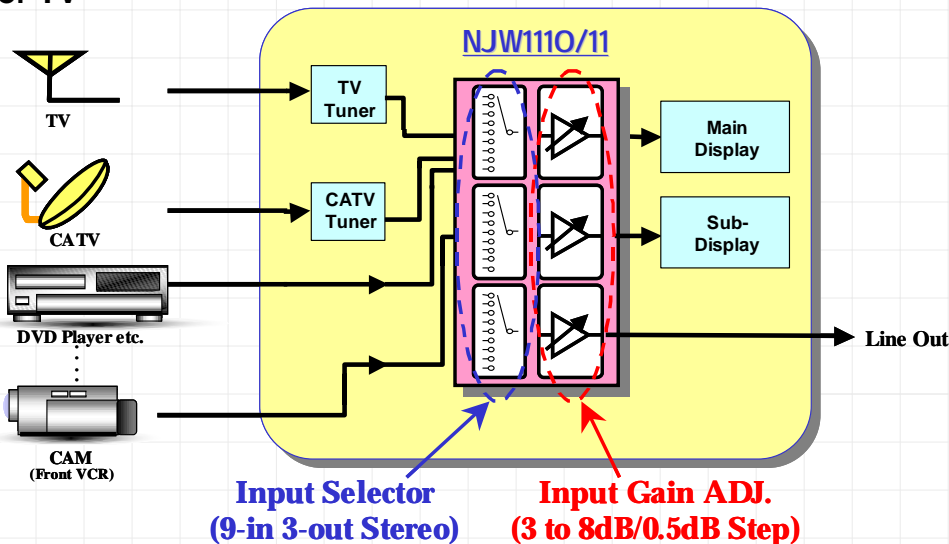 NJW1110/11
TV
TV
Tuner
CATV
CATV
Tuner
Main
Display
Sub-
Display
DVD Player etc.
Line Out
CAM
(Front VCR)
Input Selector
(9-in 3-out Stereo)
Input Gain ADJ.
(3 to 8dB/0.5dB Step)